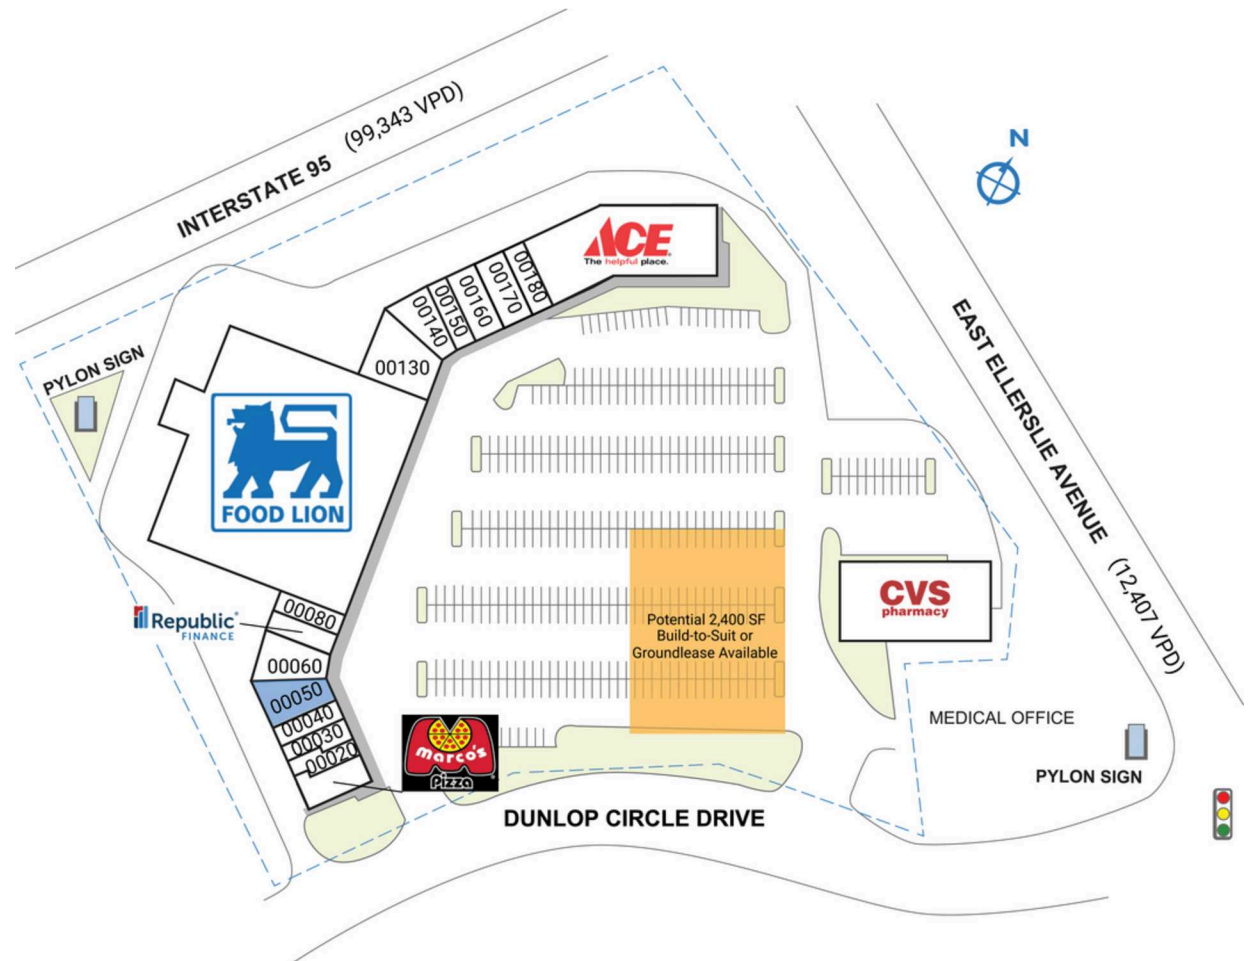 INTERSTATE 95 (99,343 VPD)
N
ACE
The helpful place.
00180
00170
00160
00150
00140
00130
PYLON SIGN
FOOD LION
EAST ELLERSLIE AVENUE (12,407 VPD)
CVS
pharmacy
Republic
FINANCE
00080
00060
00050
00040
00030
00020
Potential 2,400 SF
Build-to-Suit or
Groundlease Available
marco's
Pizza
MEDICAL OFFICE
PYLON SIGN
DUNLOP CIRCLE DRIVE